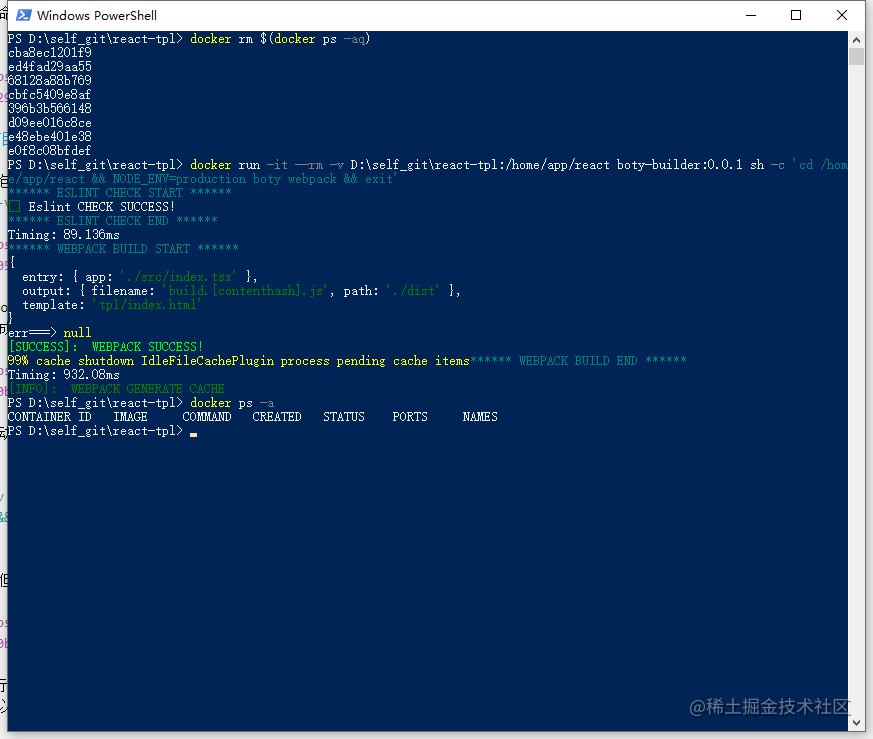 Windows PowerShell
PS D:\self_git\react-tpl> docker rm $(docker ps -aq)
cba8ec1201f9
ed4fad29aa55
68128a88b769
cbfc5409e8af
396b3b566148
d09ee016c8ce
e48ebe401e38
e0f8c08bfdef
PS D:\self_git\react-tpl> docker run -it --rm -v D:\self_git\react-tpl:/home/app/react boty-builder:0.0.1 sh -c 'cd /hom
e/app/react && NODE_ENV=production boty webpack && exit'
****** ESLINT CHECK START ******
Eslint CHECK SUCCESS!
****** ESLINT CHECK END ******
Timing: 89.136ms
****** WEBPACK BUILD START ******
{
entry: { app: './src/index.tsx' },
output: { filename: 'build.[contenthash].js', path: './dist' },
template: 'tpl/index.html'
}
err===> null
[SUCCESS]: WEBPACK SUCCESS!
99% cache shutdown IdleFileCachePlugin process pending cache items****** WEBPACK BUILD END ******
Timing: 932.08ms
[INFO]: WEBPACK GENERATE CACHE
PS D:\self_git\react-tpl> docker ps -a
CONTAINER ID IMAGE COMMAND CREATED STATUS PORTS NAMES
PS D:\self_git\react-tpl>
@稀土掘金技术社区